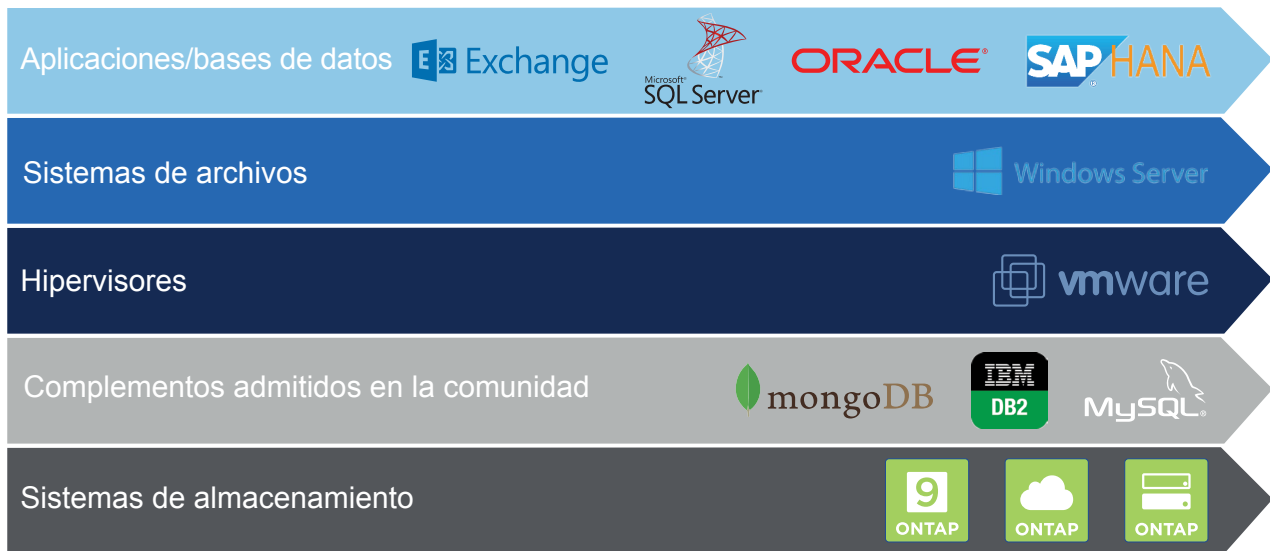 Aplicaciones/bases de datos
E Exchange
Microsoft®
SQL Server®
ORACLE®
SAP HANA
®
Sistemas de archivos
Windows Server
Hipervisores
vmware
Complementos admitidos en la comunidad
mongoDB
IBM
DB2
MySQL®
Sistemas de almacenamiento
9
ONTAP
ONTAP
ONTAP